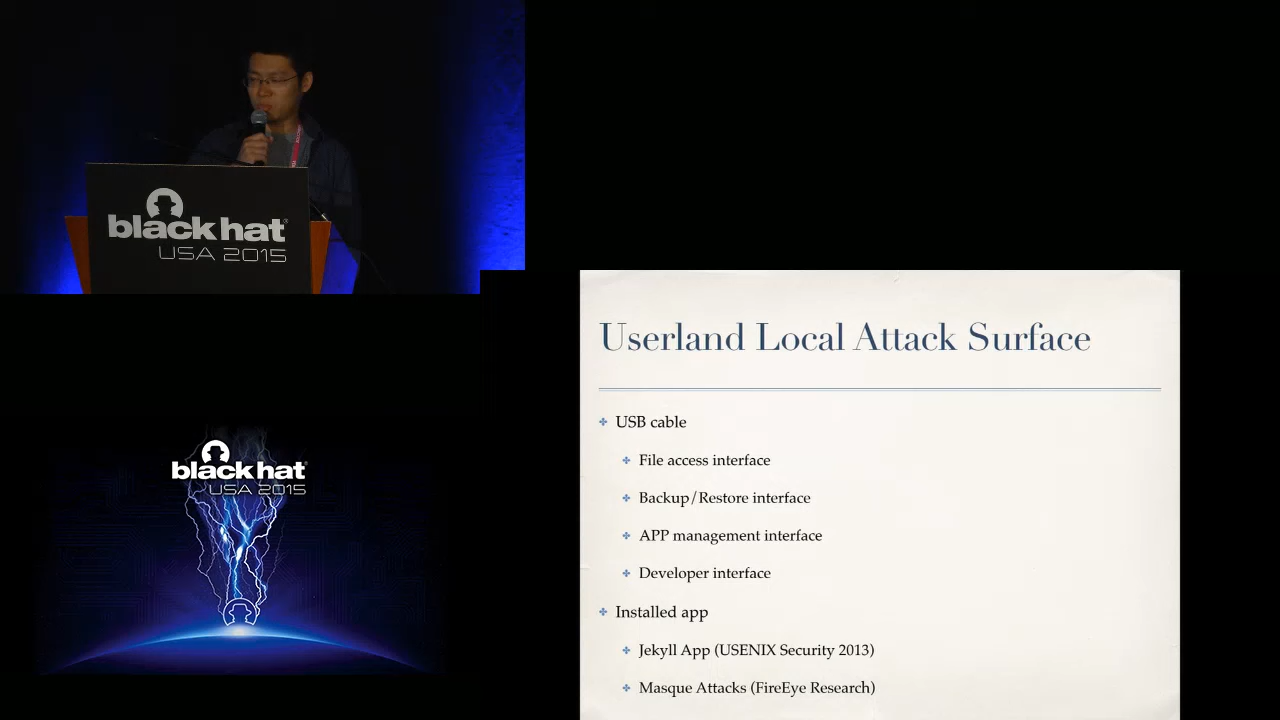 black hat
USA 2015
Userland Local Attack Surface
USB cable
File access interface
Backup/Restore interface
APP management interface
Developer interface
Installed app
Jekyll App (USENIX Security 2013)
Masque Attacks (FireEye Research)
black hat
USA 2015